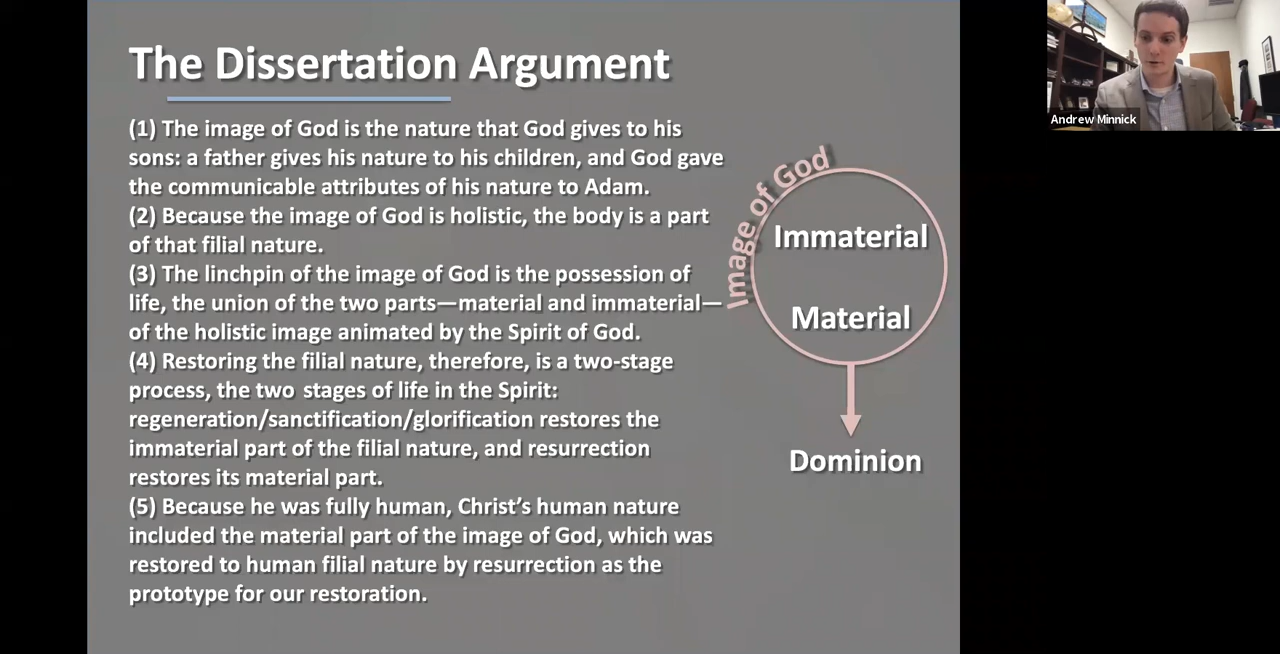 The Dissertation Argument
(1) The image of God is the nature that God gives to his
sons: a father gives his nature to his children, and God gave
the communicable attributes of his nature to Adam.
(2) Because the image of God is holistic, the body is a part
of that filial nature.
(3) The linchpin of the image of God is the possession of
life, the union of the two parts—material and immaterial—
of the holistic image animated by the Spirit of God.
(4) Restoring the filial nature, therefore, is a two-stage
process, the two stages of life in the Spirit:
regeneration/sanctification/glorification restores the
immaterial part of the filial nature, and resurrection
restores its material part.
(5) Because he was fully human, Christ’s human nature
included the material part of the image of God, which was
restored to human filial nature by resurrection as the
prototype for our restoration.
Image of God
Immaterial
Material
Dominion
Andrew Minnick